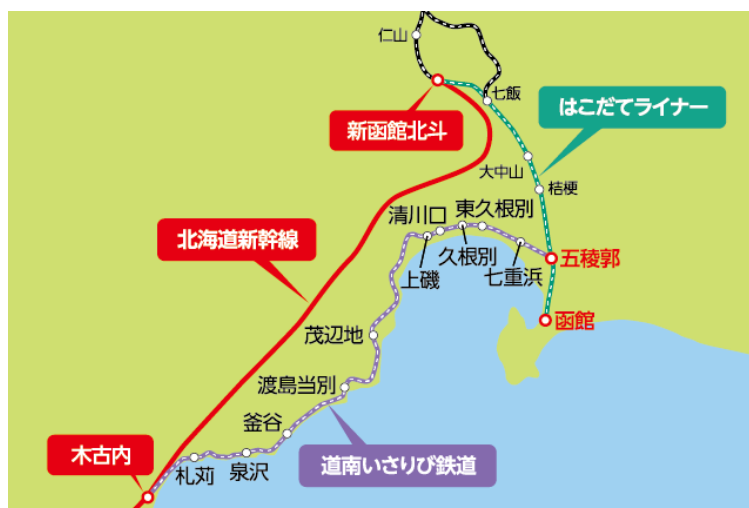 仁山
七飯
新函館北斗
はこだてライナー
大中山
桔梗
清川口
東久根別
北海道新幹線
上磯
久根別
七重浜
五稜郭
函館
茂辺地
渡島当別
釜谷
木古内
札苅
泉沢
道南いさりび鉄道